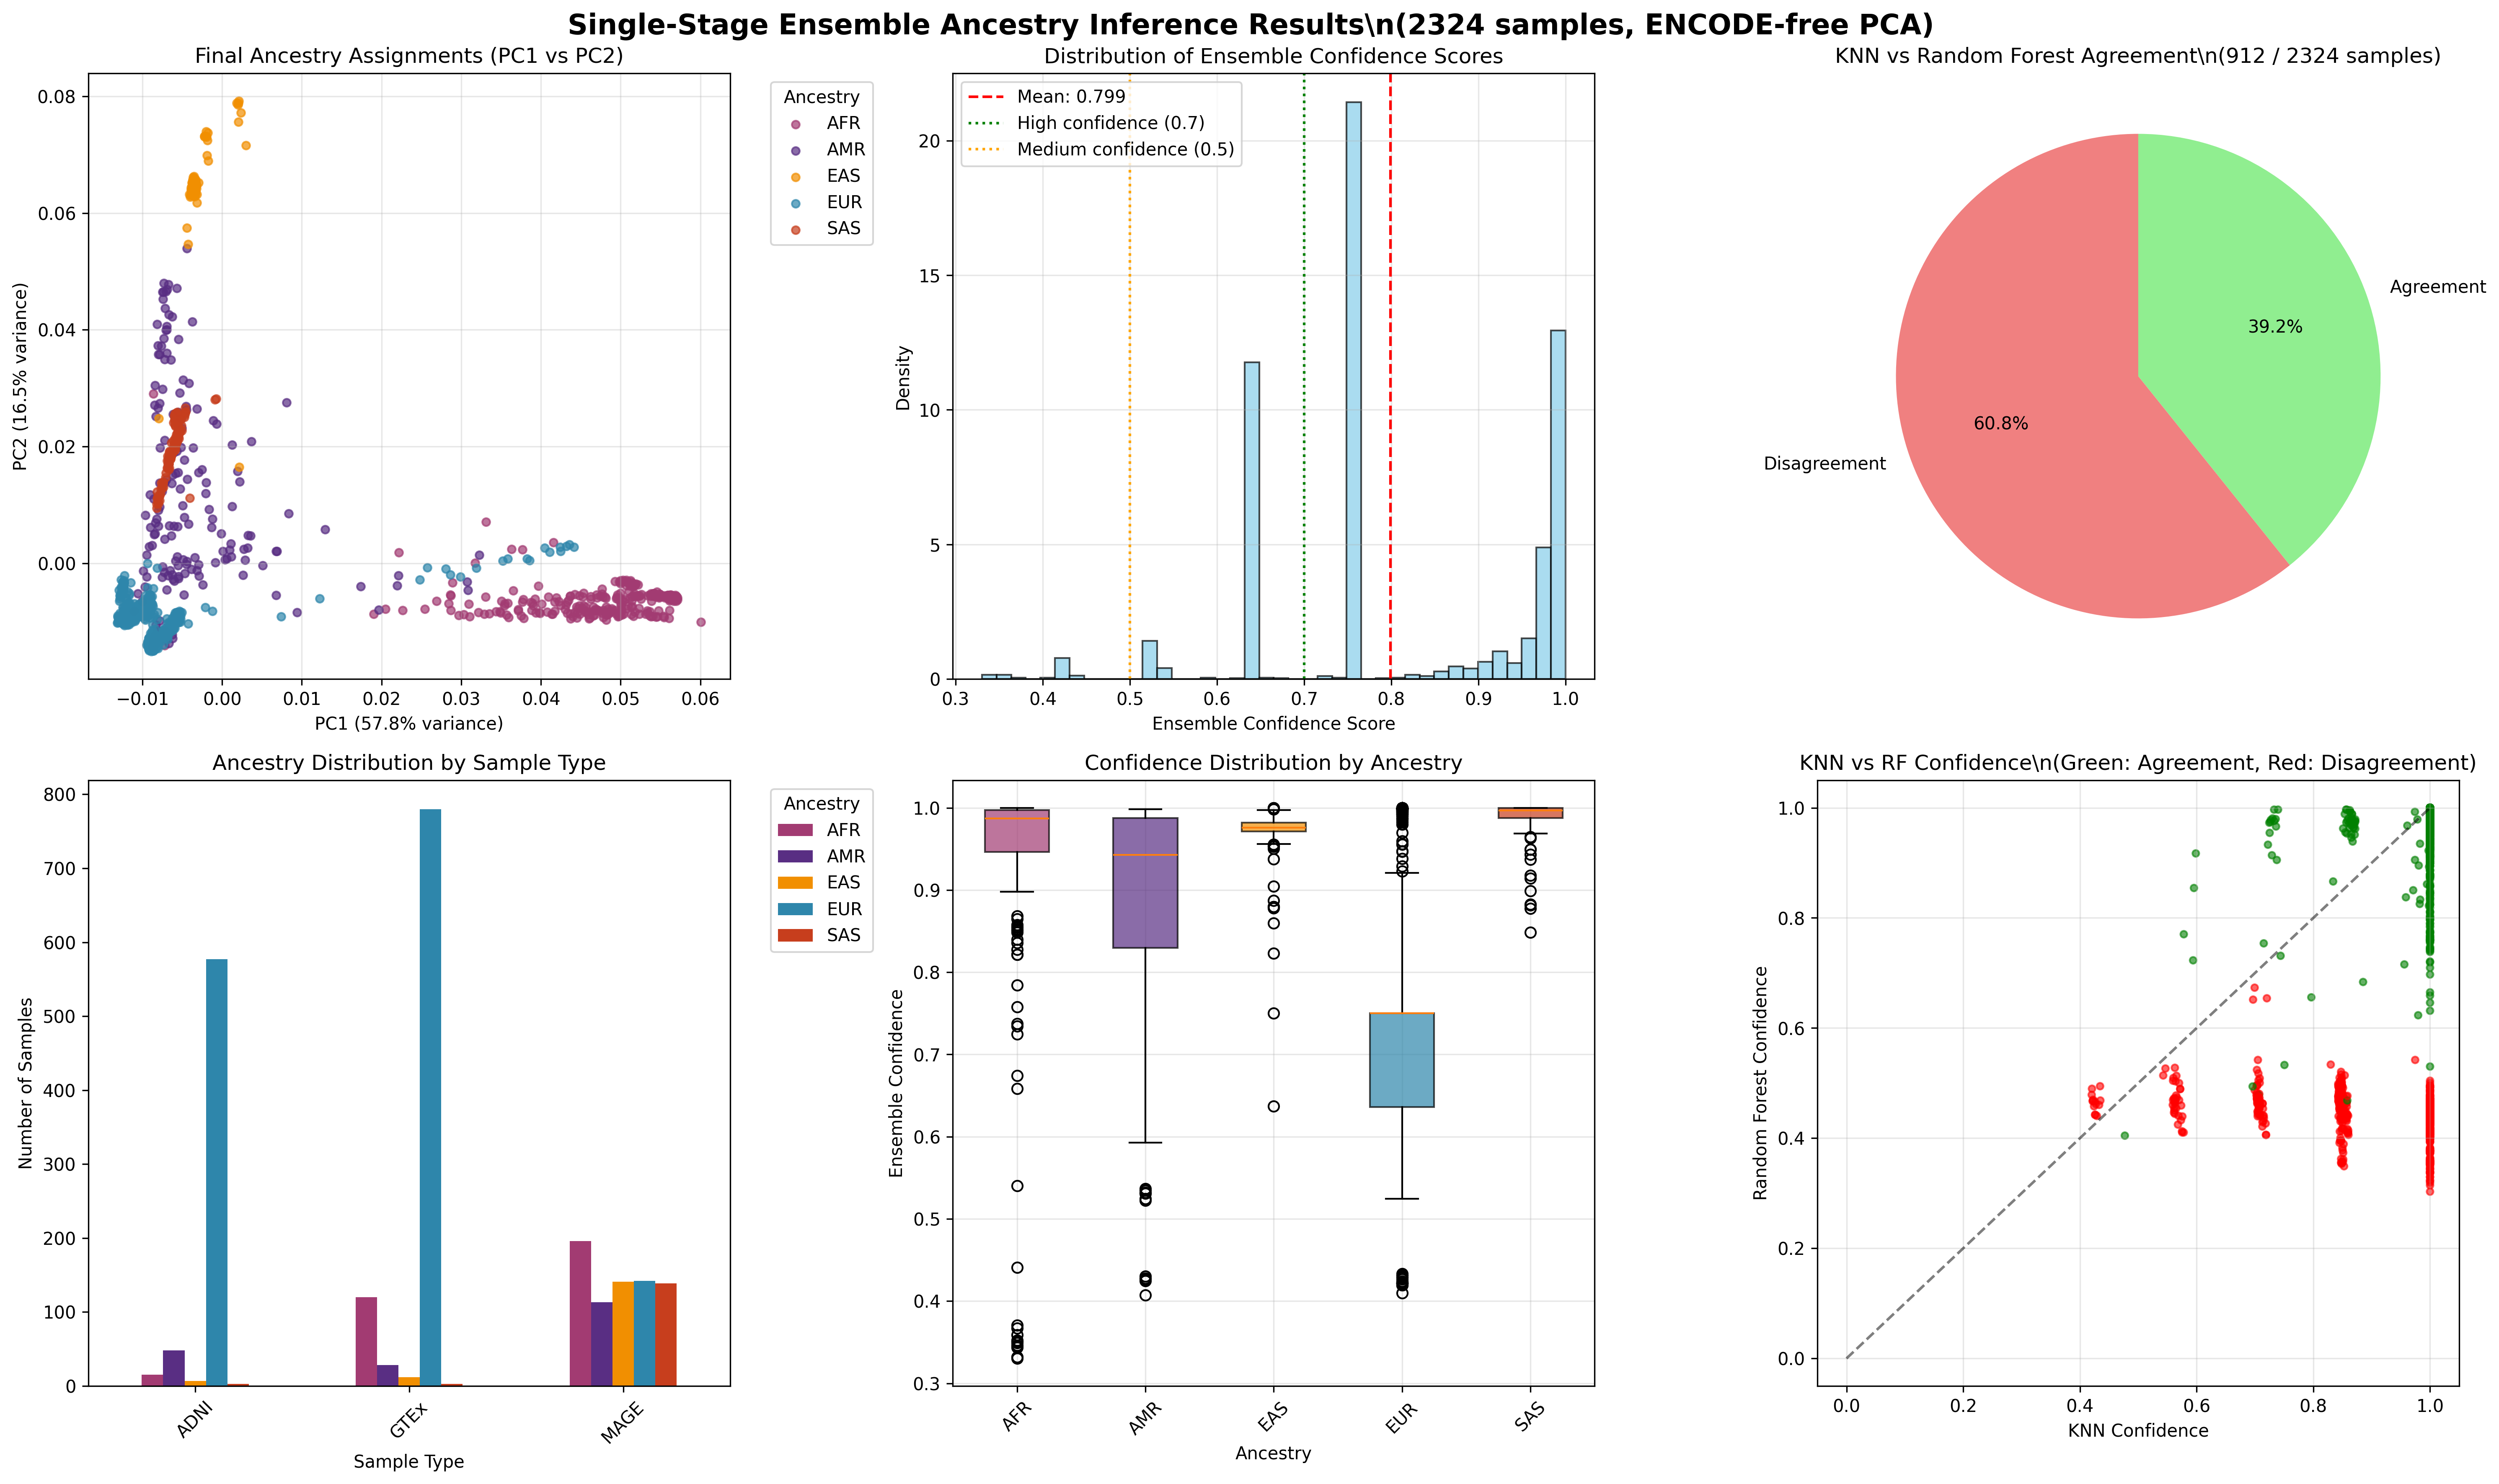 Single-Stage Ensemble Ancestry Inference Results\n(2324 samples, ENCODE-free PCA)
Final Ancestry Assignments (PC1 vs PC2)
0.08
0.06
0.04
0.02
0.00
PC2 (16.5% variance)
−0.01 0.00 0.01 0.02 0.03 0.04 0.05 0.06
PC1 (57.8% variance)
Ancestry
AFR
AMR
EAS
EUR
SAS
Distribution of Ensemble Confidence Scores
Mean: 0.799
High confidence (0.7)
Medium confidence (0.5)
20
15
10
5
0
Density
0.3 0.4 0.5 0.6 0.7 0.8 0.9 1.0
Ensemble Confidence Score
KNN vs Random Forest Agreement\n(912 / 2324 samples)
Agreement
39.2%
60.8%
Disagreement
Ancestry Distribution by Sample Type
800
700
600
500
400
300
200
100
0
Number of Samples
ADNI GTEx MAGE
Sample Type
Ancestry
AFR
AMR
EAS
EUR
SAS
Confidence Distribution by Ancestry
1.0
0.9
0.8
0.7
0.6
0.5
0.4
0.3
Ensemble Confidence
AFR AMR EAS EUR SAS
Ancestry
KNN vs RF Confidence\n(Green: Agreement, Red: Disagreement)
1.0
0.8
0.6
0.4
0.2
0.0
Random Forest Confidence
0.0 0.2 0.4 0.6 0.8 1.0
KNN Confidence